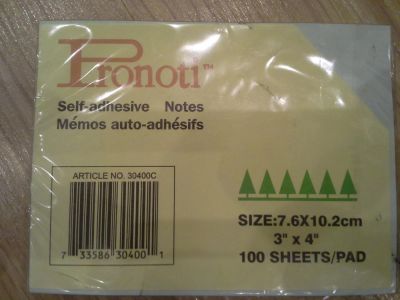 Pronoti™
Self-adhesive Notes
Mémos auto-adhésifs
ARTICLE NO. 30400C
7 33586 30400 1
SIZE:7.6X10.2cm
3" x 4"
100 SHEETS/PAD